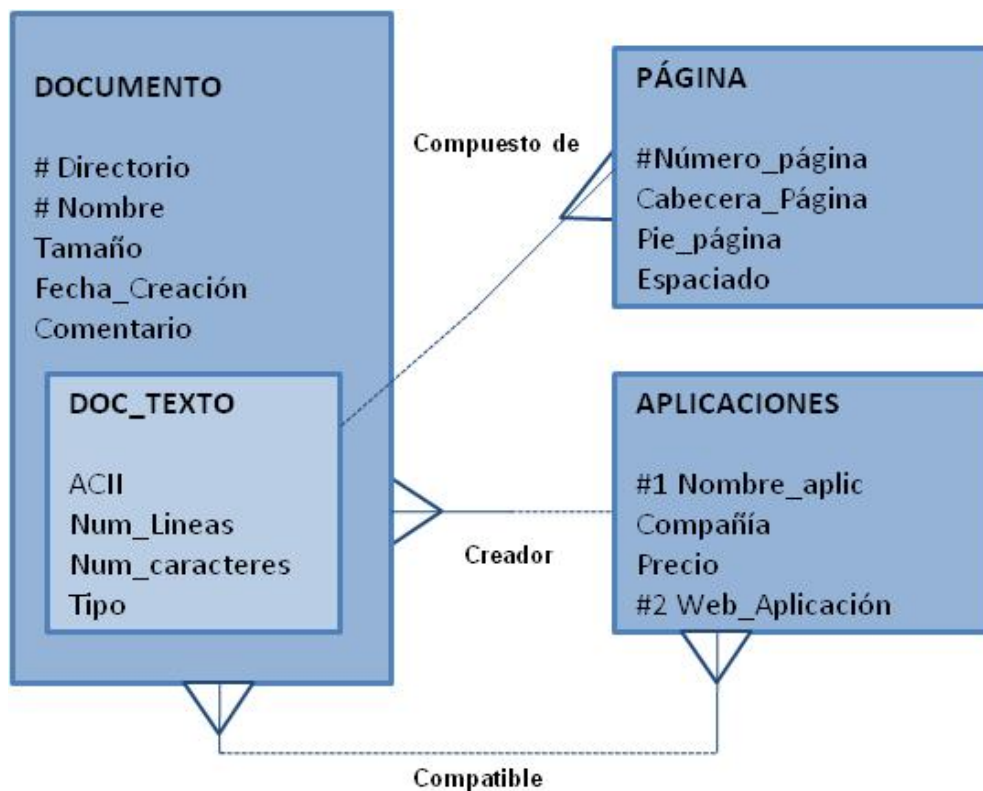 DOCUMENTO
# Directorio
# Nombre
Tamaño
Fecha_Creación
Comentario
DOC_TEXTO
ACII
Num_Lineas
Num_caracteres
Tipo
Compuesto de
PÁGINA
#Número_página
Cabecera_Página
Pie_página
Espaciado
Creador
APLICACIONES
#1 Nombre_aplic
Compañía
Precio
#2 Web_Aplicación
Compatible